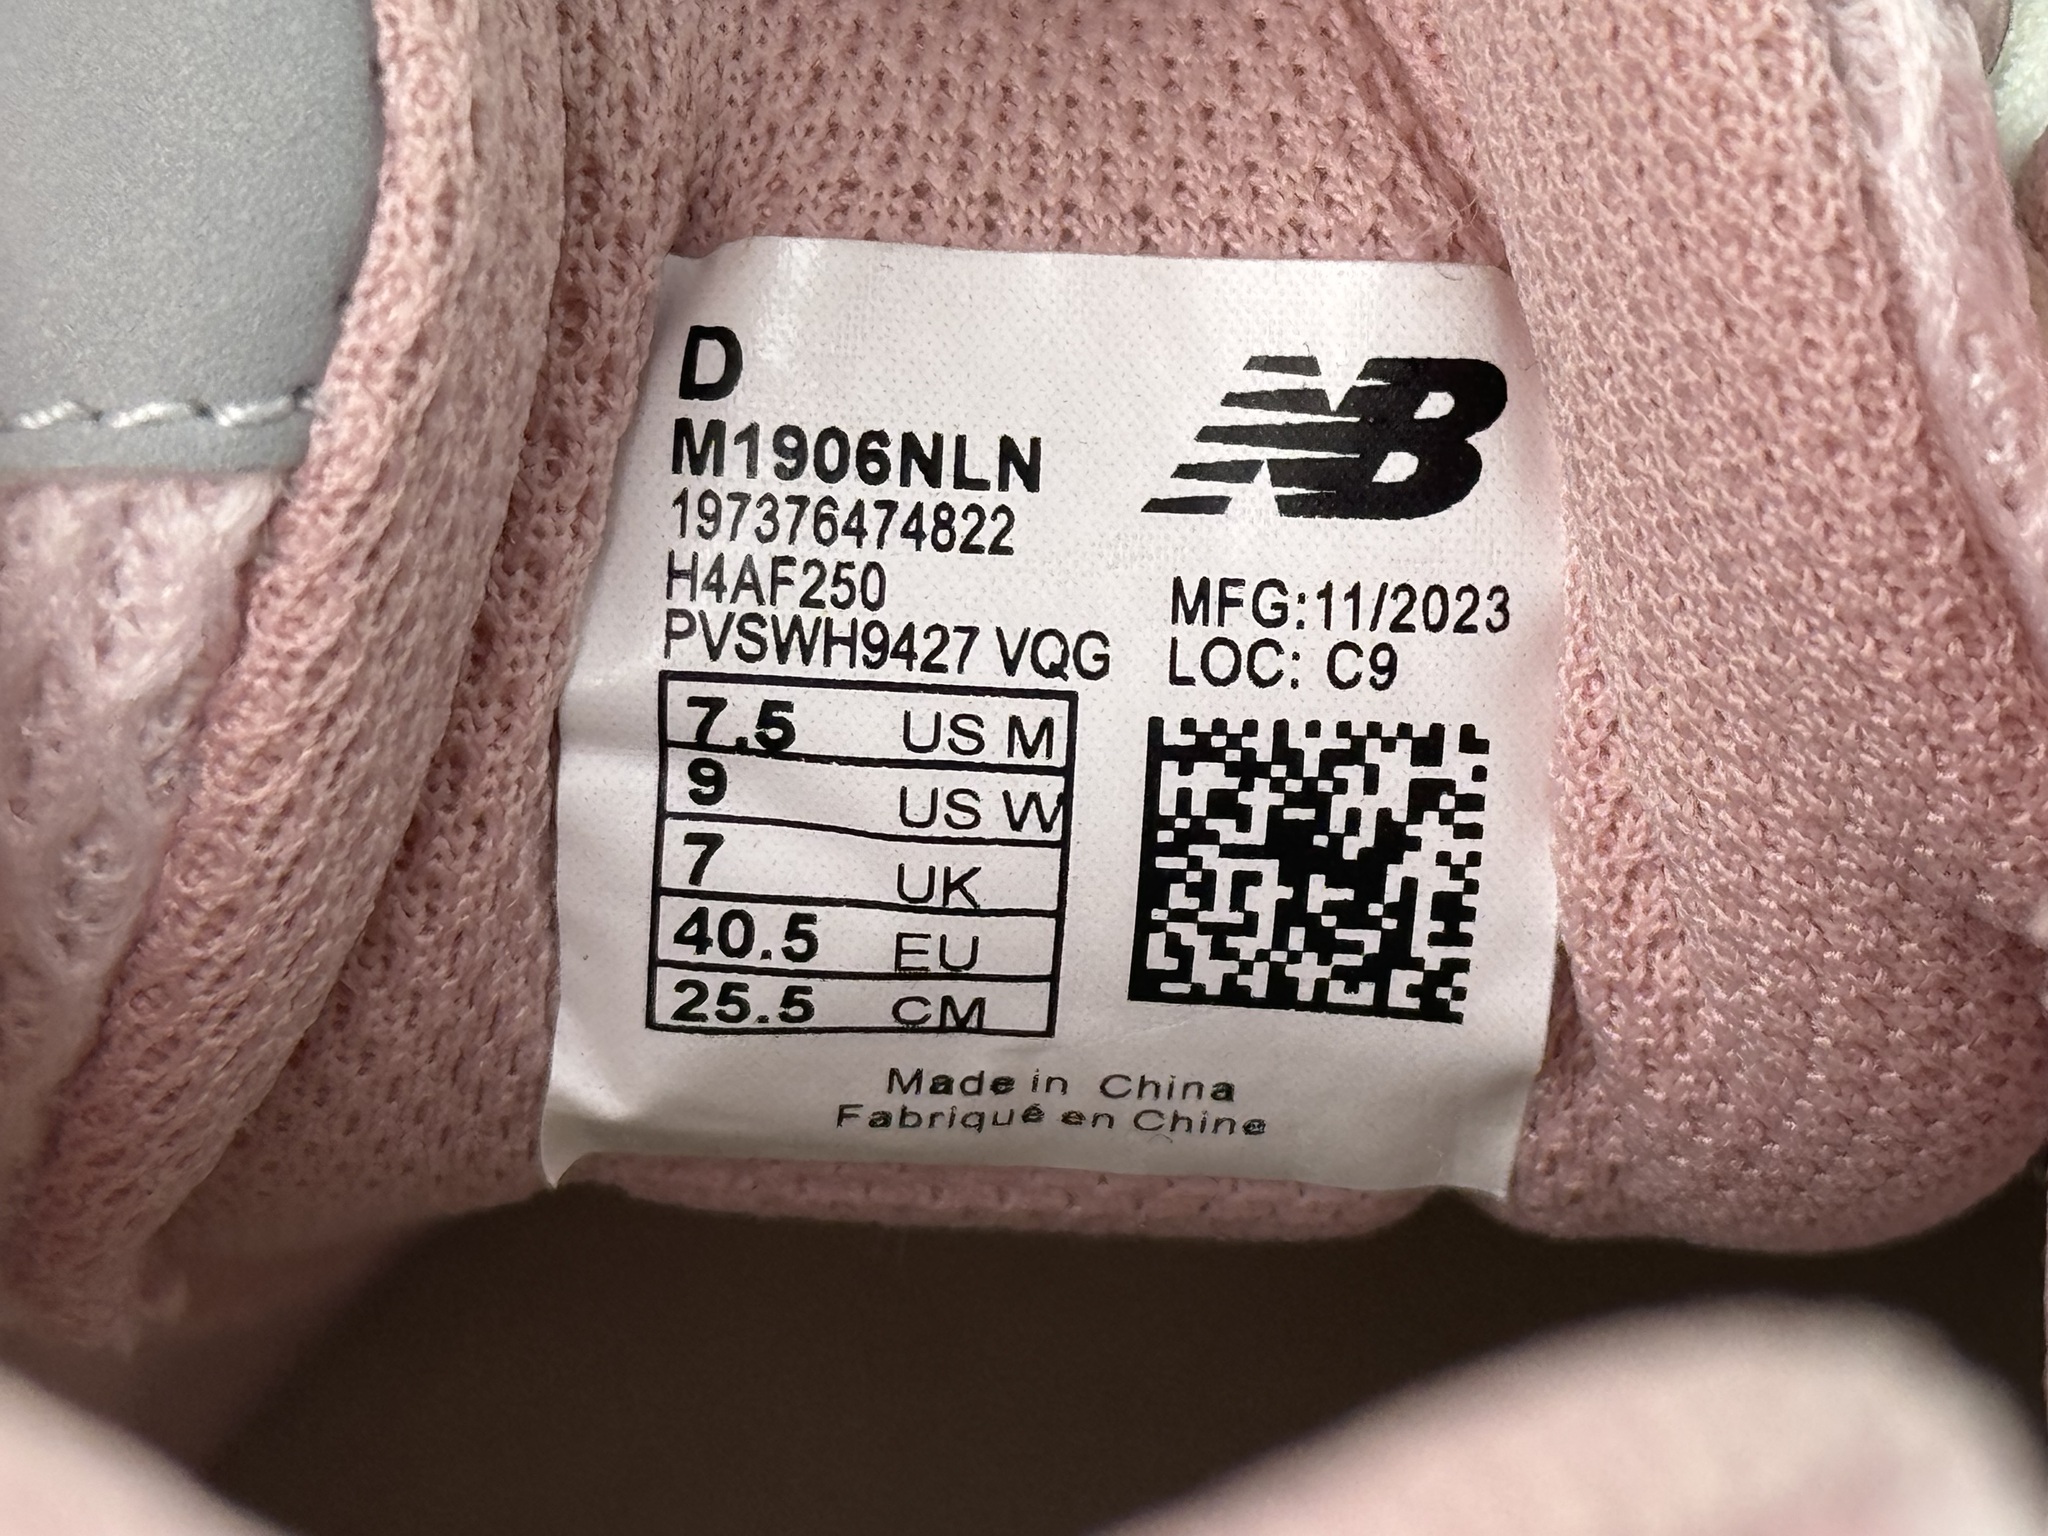 D
NB
M1906NLN
197376474822
H4AF250
PVSWH9427 VQG
MFG:11/2023
LOC: C9
7.5 US M
9 US W
7 UK
40.5 EU
25.5 CM
Made in China
Fabriqué en Chine